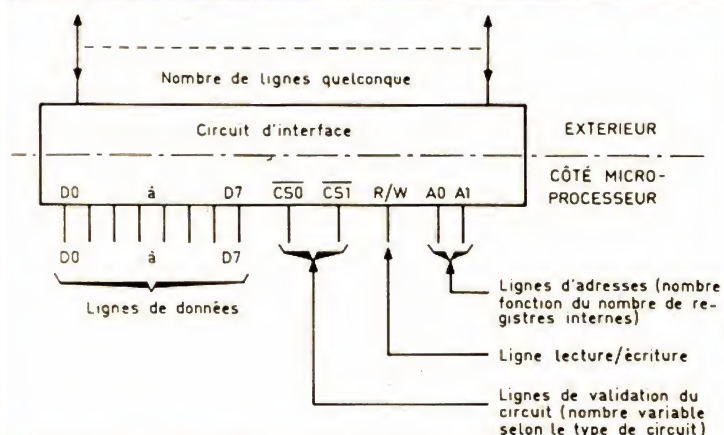 Nombre de lignes quelconque
Circuit d'interface
EXTERIEUR
CÔTÉ MICRO-
PROCESSEUR
D0 à D7 CS0 CS1 R/W A0 A1
D0 à D7
Lignes de données
Lignes d'adresses (nombre
fonction du nombre de re-
gistres internes)
Ligne lecture/écriture
Lignes de validation du
circuit (nombre variable
selon le type de circuit)